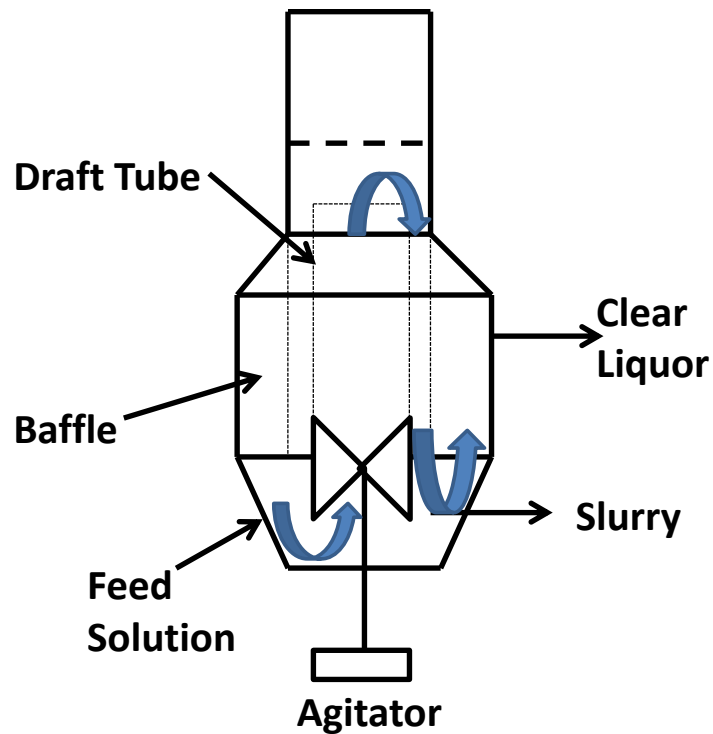 Draft Tube
Clear
Liquor
Baffle
Slurry
Feed
Solution
Agitator